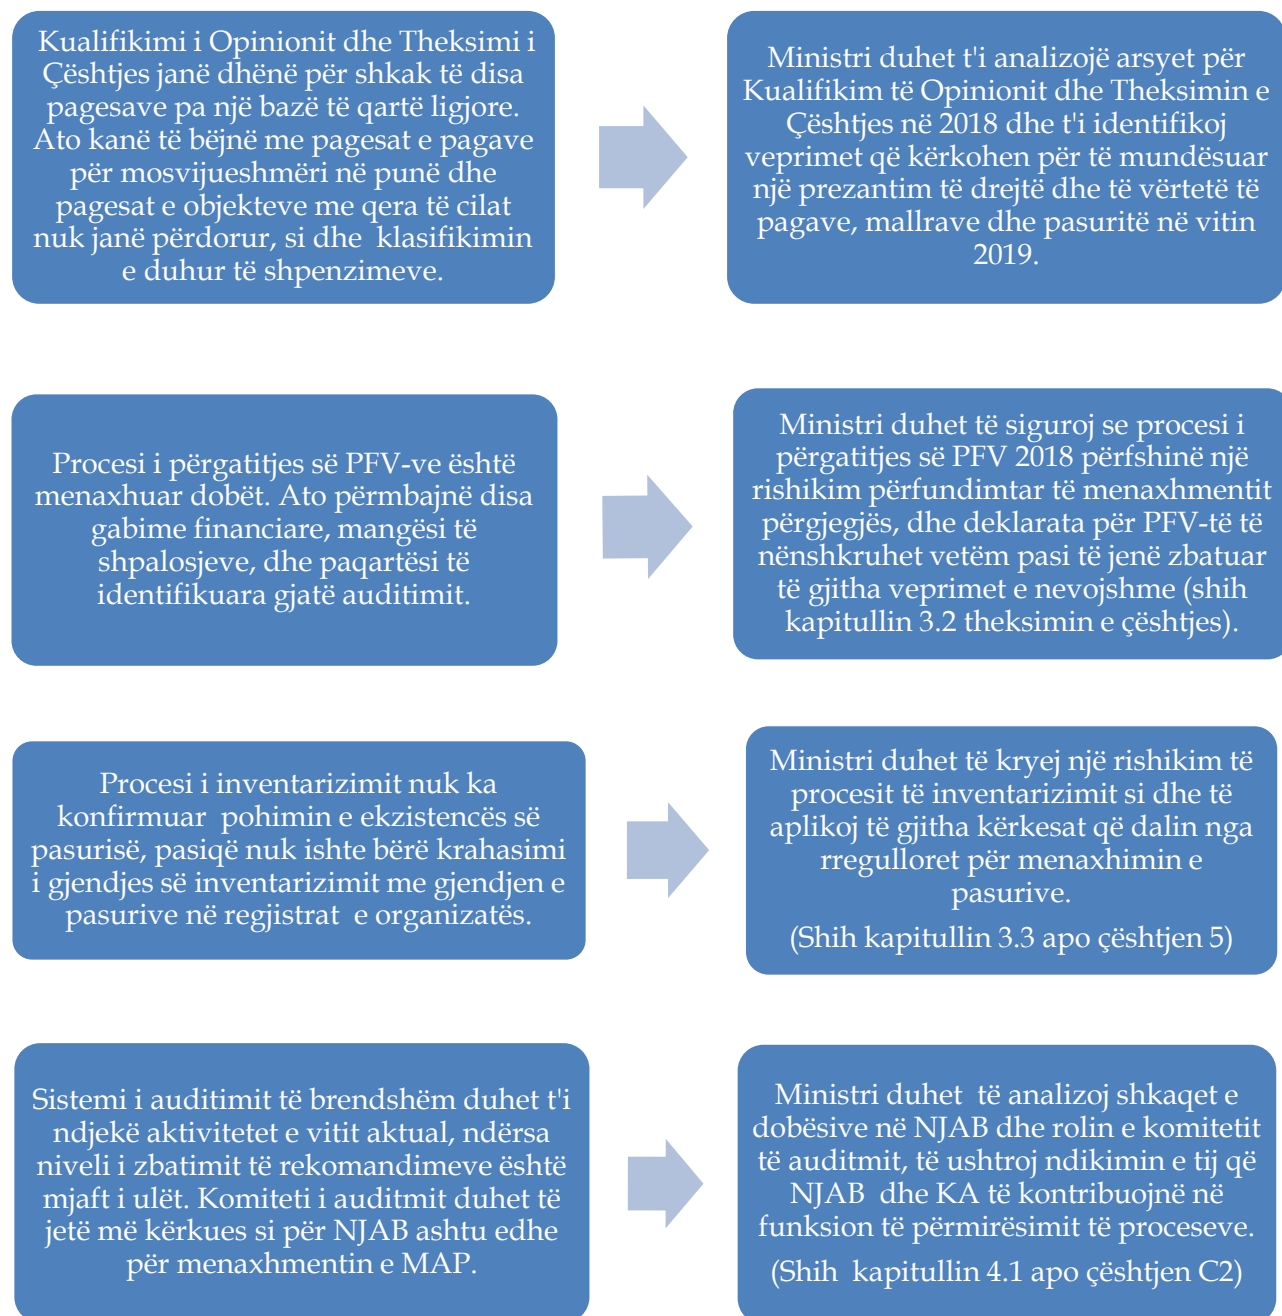 Kualifikimi i Opinionit dhe Theksimi i
Çështjes janë dhënë për shkak të disa
pagesave pa një bazë të qartë ligjore.
Ato kanë të bëjnë me pagesat e pagave
për mosvijueshmëri në punë dhe
pagesat e objekteve me qera të cilat
nuk janë përdorur, si dhe klasifikimin
e duhur të shpenzimeve.
Ministri duhet t'i analizojë arsyet për
Kualifikim të Opinionit dhe Theksimin e
Çështjes në 2018 dhe t'i identifikoj
veprimet që kërkohen për të mundësuar
një prezantim të drejtë dhe të vërtetë të
pagave, mallrave dhe pasuritë në vitin
2019.
Procesi i përgatitjes së PFV-ve është
menaxhuar dobët. Ato përmbajnë disa
gabime financiare, mangësi të
shpalosjeve, dhe paqartësi të
identifikuara gjatë auditimit.
Ministri duhet të siguroj se procesi i
përgatitjes së PFV 2018 përfshinë një
rishikim përfundimtar të menaxhmentit
përgjegjës, dhe deklarata për PFV-të të
nënshkruhet vetëm pasi të jenë zbatuar
të gjitha veprimet e nevojshme (shih
kapitullin 3.2 theksimin e çështjes).
Procesi i inventarizimit nuk ka
konfirmuar pohimin e ekzistencës së
pasurisë, pasiqë nuk ishte bërë krahasimi
i gjendjes së inventarizimit me gjendjen e
pasurive në regjistrat e organizatës.
Ministri duhet të kryej një rishikim të
procesit të inventarizimit si dhe të
aplikoj të gjitha kërkesat që dalin nga
rregulloret për menaxhimin e
pasurive.
(Shih kapitullin 3.3 apo çështjen 5)
Sistemi i auditimit të brendshëm duhet t'i
ndjekë aktivitetet e vitit aktual, ndërsa
niveli i zbatimit të rekomandimeve është
mjaft i ulët. Komiteti i auditmit duhet të
jetë më kërkues si për NJAB ashtu edhe
për menaxhmentin e MAP.
Ministri duhet të analizoj shkaqet e
dobësive në NJAB dhe rolin e komitetit
të auditmit, të ushtroj ndikimin e tij që
NJAB dhe KA të kontribuojnë në
funksion të përmirësimit të proceseve.
(Shih kapitullin 4.1 apo çështjen C2)